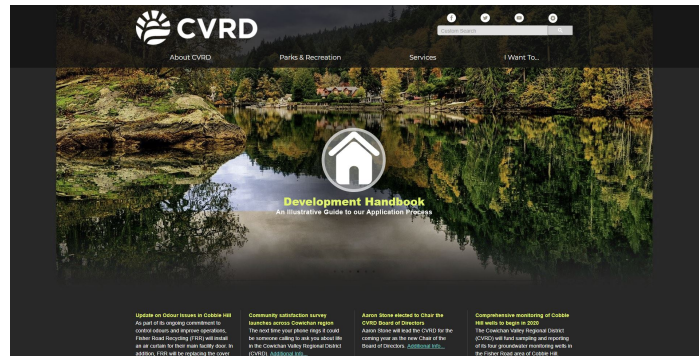 CVRD
Custom Search
About CVRD
Parks & Recreation
Services
I Want To...
Development Handbook
An Illustrative Guide to our Application Process
Update on Odour Issues in Cobble Hill
As part of its ongoing commitment to
control odours and improve operations,
Fisher Road Recycling (FRR) will install
an air curtain for their main facility door. In
addition, FRR will be replacing the cover
Community satisfaction survey
launches across Cowichan region
The next time your phone rings it could
be someone calling to ask you about life
in the Cowichan Valley Regional District
(CVRD). Additional Info...
Aaron Stone elected to Chair the
CVRD Board of Directors
Aaron Stone will lead the CVRD for the
coming year as the new Chair of the
Board of Directors. Additional Info...
Comprehensive monitoring of Cobble
Hill wells to begin in 2020
The Cowichan Valley Regional District
(CVRD) will fund sampling and reporting
of its four groundwater monitoring wells in
the Fisher Road area of Cobble Hill